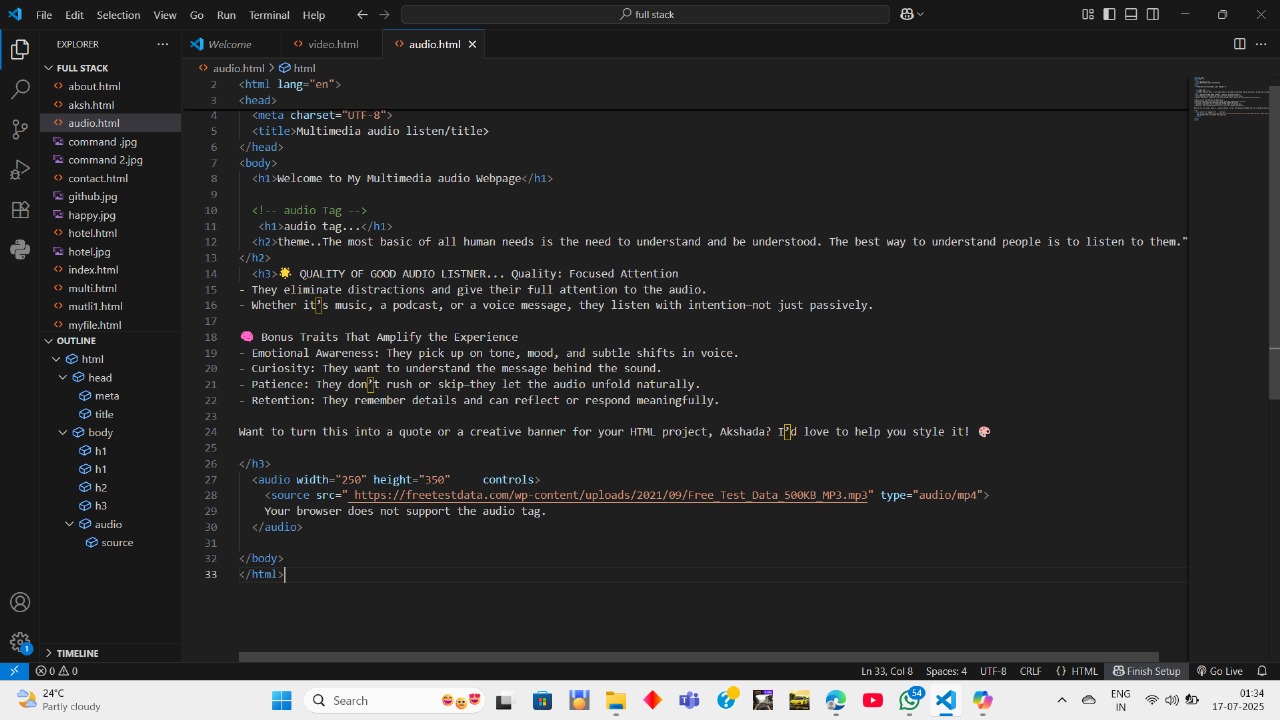 File Edit Selection View Go Run Terminal Help
full stack
EXPLORER
Welcome
video.html
audio.html
FULL STACK
about.html
aksh.html
audio.html
command .jpg
command 2.jpg
contact.html
github.jpg
happy.jpg
hotel.html
hotel.jpg
index.html
multi.html
mutli1.html
myfile.html
OUTLINE
html
head
meta
title
body
h1
h1
h2
h3
audio
source
TIMELINE
audio.html > html
2 <html lang="en">
3 <head>
4 <meta charset="UTF-8">
5 <title>Multimedia audio listen/title>
6 </head>
7 <body>
8 <h1>Welcome to My Multimedia audio Webpage</h1>
9
10 <!-- audio Tag -->
11 <h1>audio tag...</h1>
12 <h2>theme..The most basic of all human needs is the need to understand and be understood. The best way to understand people is to listen to them."
13 </h2>
14 <h3>🌟 QUALITY OF GOOD AUDIO LISTNER... Quality: Focused Attention
15 - They eliminate distractions and give their full attention to the audio.
16 - Whether it’s music, a podcast, or a voice message, they listen with intention—not just passively.
17
18 🧠 Bonus Traits That Amplify the Experience
19 - Emotional Awareness: They pick up on tone, mood, and subtle shifts in voice.
20 - Curiosity: They want to understand the message behind the sound.
21 - Patience: They don’t rush or skip—they let the audio unfold naturally.
22 - Retention: They remember details and can reflect or respond meaningfully.
23
24 Want to turn this into a quote or a creative banner for your HTML project, Akshada? I’d love to help you style it! 🎨
25
26 </h3>
27 <audio width="250" height="350" controls>
28 <source src=" https://freetestdata.com/wp-content/uploads/2021/09/Free_Test_Data_500KB_MP3.mp3" type="audio/mp4">
29 Your browser does not support the audio tag.
30 </audio>
31
32 </body>
33 </html>
0 0 Ln 33, Col 8 Spaces: 4 UTF-8 CRLF {} HTML Finish Setup Go Live
1
24°C
Partly cloudy
Search
54
ENG
IN
01:34
17-07-2025